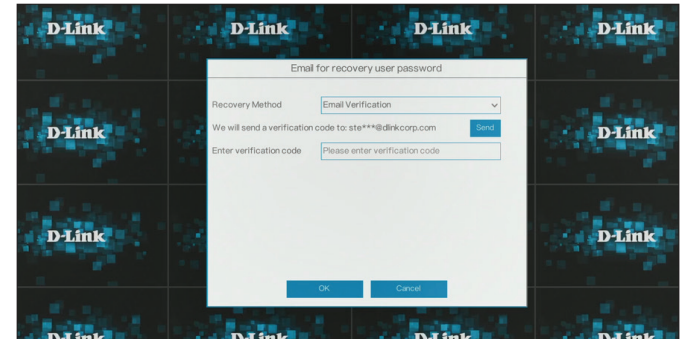 D-Link D-Link D-Link D-Link
Email for recovery user password
Recovery Method Email Verification
We will send a verification code to: ste***@dlinkcorp.com Send
Enter verification code Please enter verification code
D-Link D-Link
D-Link D-Link
OK Cancel
D-Link D-Link D-Link D-Link